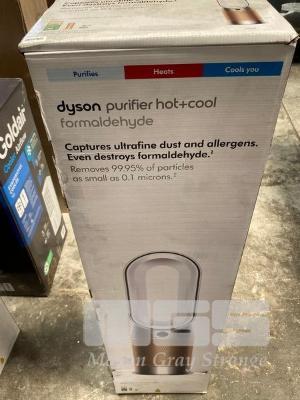 Purifies
Heats
Cools you
dyson purifier hot+cool
formaldehyde
Captures ultrafine dust and allergens.
Even destroys formaldehyde.¹
Removes 99.95% of particles
as small as 0.1 microns.²
Coldair
MGS
Mason Gray Strange